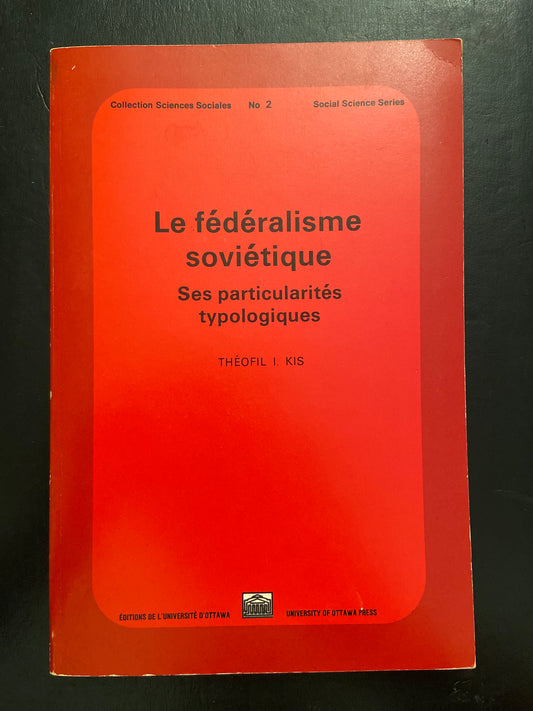 Collection Sciences Sociales No 2 Social Science Series
Le fédéralisme
soviétique
Ses particularités
typologiques
THÉOFIL I. KIS
ÉDITIONS DE L'UNIVERSITÉ D'OTTAWA UNIVERSITY OF OTTAWA PRESS